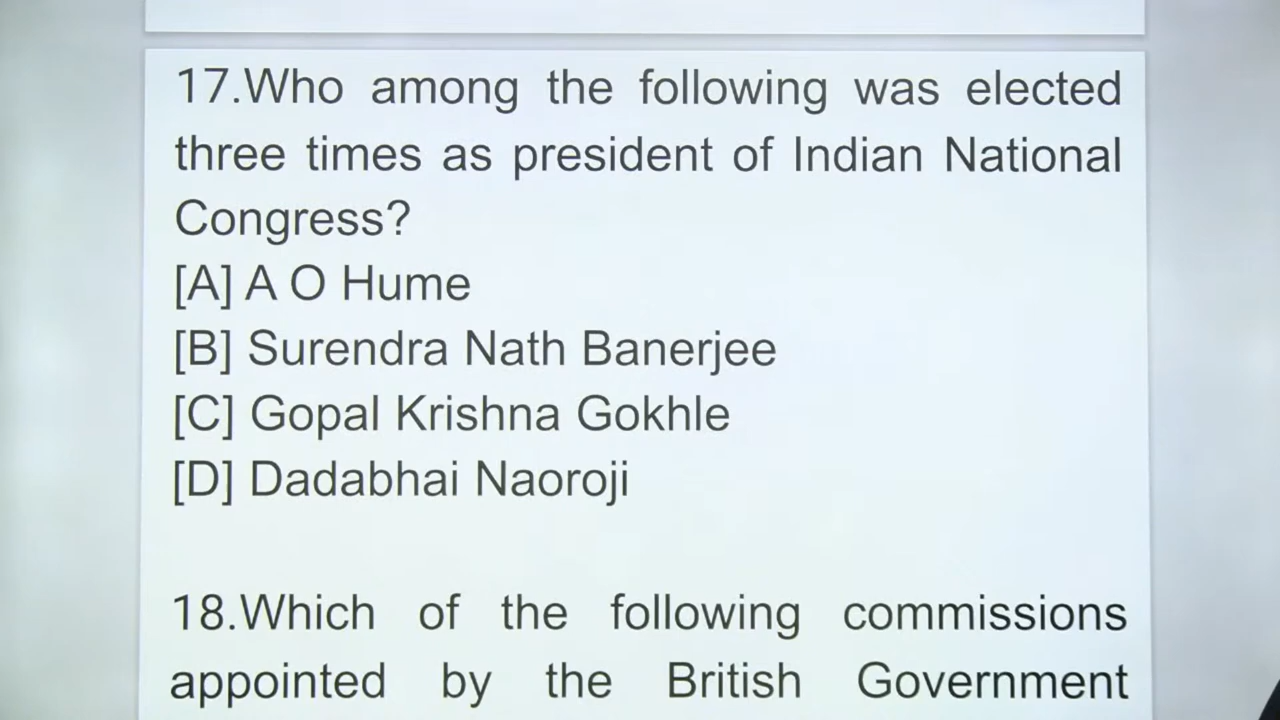 17.Who among the following was elected
three times as president of Indian National
Congress?
[A] A O Hume
[B] Surendra Nath Banerjee
[C] Gopal Krishna Gokhle
[D] Dadabhai Naoroji
18.Which of the following commissions
appointed by the British Government